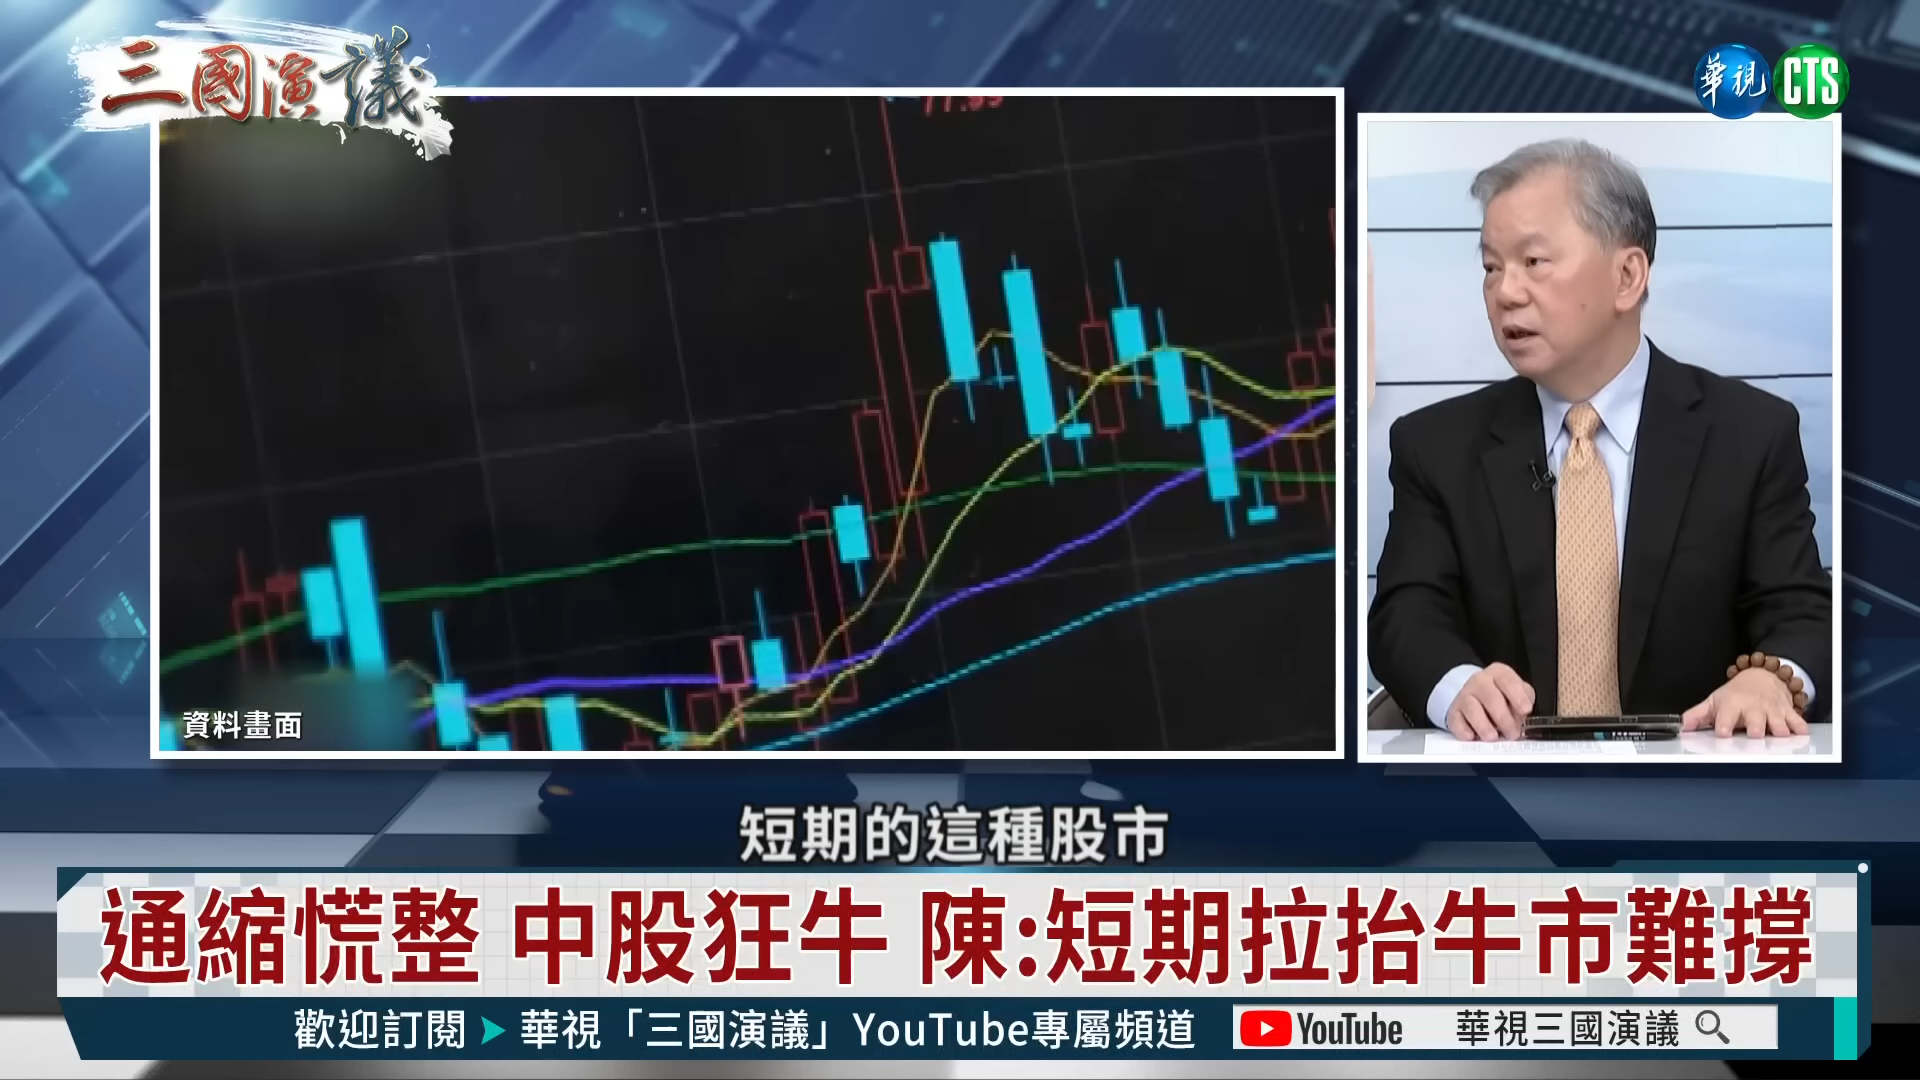 三國演議
華視 CTS
77.99
資料畫面
短期的這種股市
通縮慌整 中股狂牛 陳:短期拉抬牛市難撐
歡迎訂閱 華視「三國演議」YouTube專屬頻道
YouTube 華視三國演議